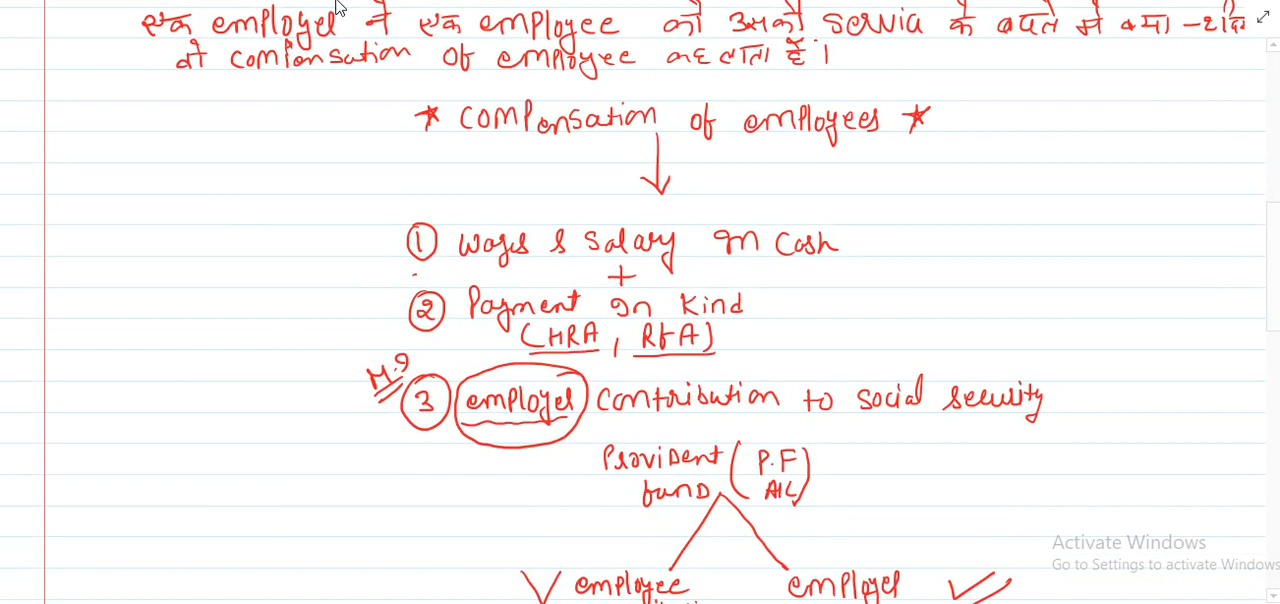 एक employer ने एक employee को उसको service के बदले में क्या
तो compensation of employee कहलाता है।
* Compensation of employees *
① Wages & Salary In Cash
+
② Payment In Kind
(HRA, RFA)
③ employer Contribution to social security
Provident (P.F
fund A/C)
employee employer
Activate Windows
Go to Settings to activate Windows